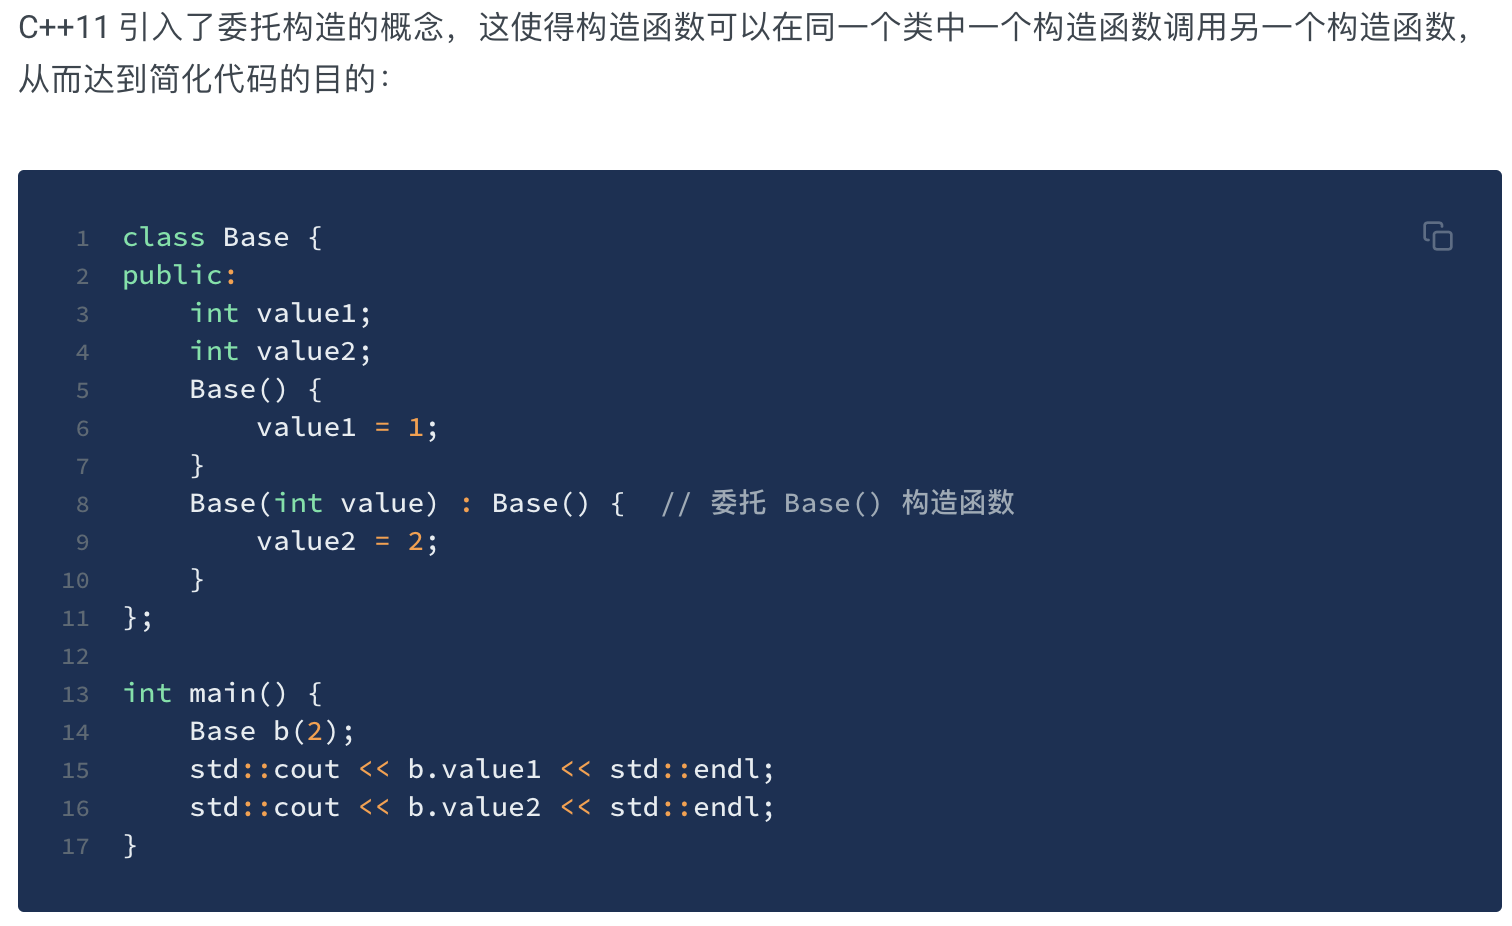 C++11 引入了委托构造的概念，这使得构造函数可以在同一个类中一个构造函数调用另一个构造函数，
从而达到简化代码的目的：
1 class Base {
2 public:
3     int value1;
4     int value2;
5     Base() {
6         value1 = 1;
7     }
8     Base(int value) : Base() {  // 委托 Base() 构造函数
9         value2 = 2;
10     }
11 };
12
13 int main() {
14     Base b(2);
15     std::cout << b.value1 << std::endl;
16     std::cout << b.value2 << std::endl;
17 }